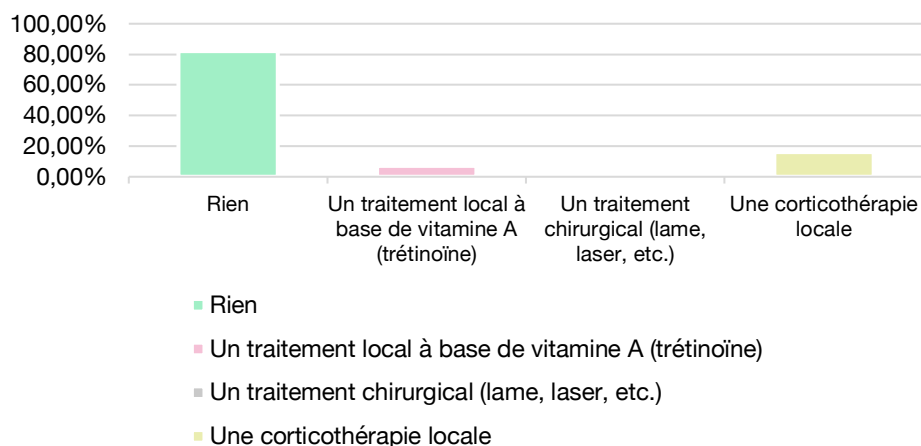 100,00%
80,00%
60,00%
40,00%
20,00%
0,00%
Rien
Un traitement local à
base de vitamine A
(trétinoïne)
Un traitement
chirurgical (lame,
laser, etc.)
Une corticothérapie
locale
Rien
Un traitement local à base de vitamine A (trétinoïne)
Un traitement chirurgical (lame, laser, etc.)
Une corticothérapie locale